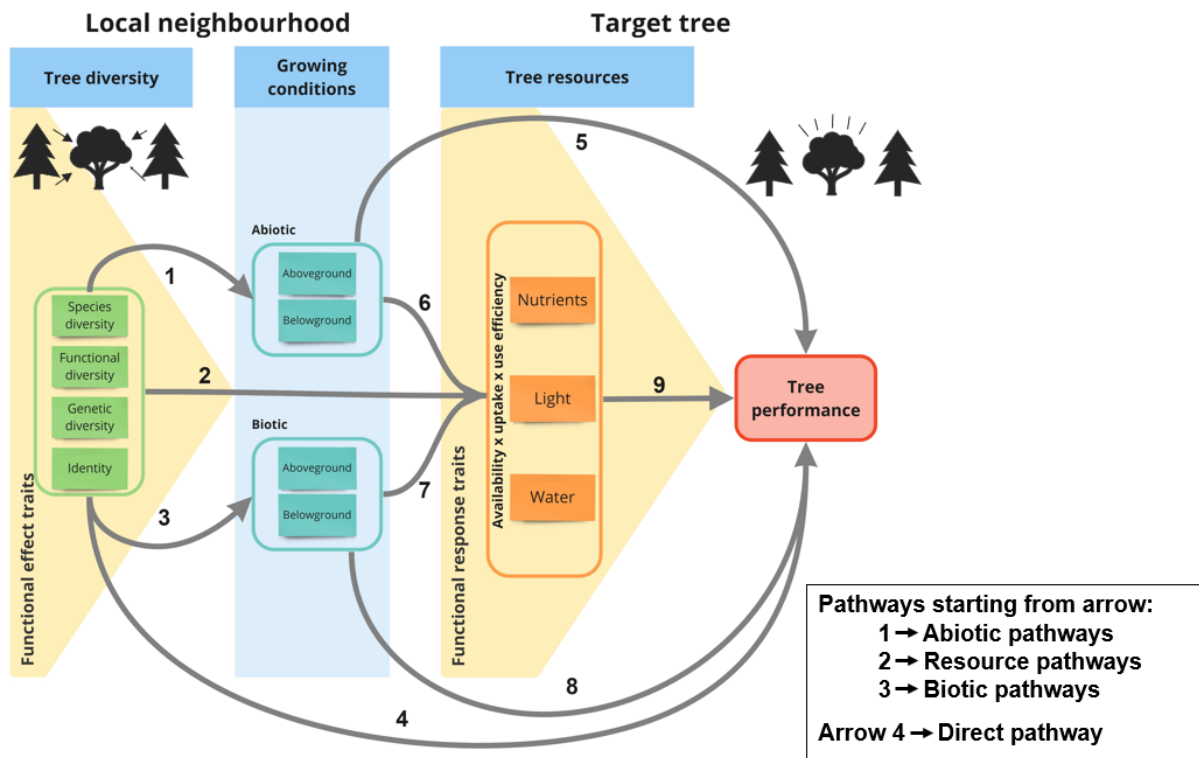 Local neighbourhood
Target tree
Tree diversity
Growing
conditions
Tree resources
5
Abiotic
Aboveground
Belowground
1
6
Species
diversity
Functional
diversity
Genetic
diversity
Identity
2
Functional effect traits
Biotic
Aboveground
Belowground
3
7
Availability x uptake x use efficiency
Nutrients
Light
Water
Functional response traits
9
Tree
performance
8
4
Pathways starting from arrow:
1 → Abiotic pathways
2 → Resource pathways
3 → Biotic pathways
Arrow 4 → Direct pathway